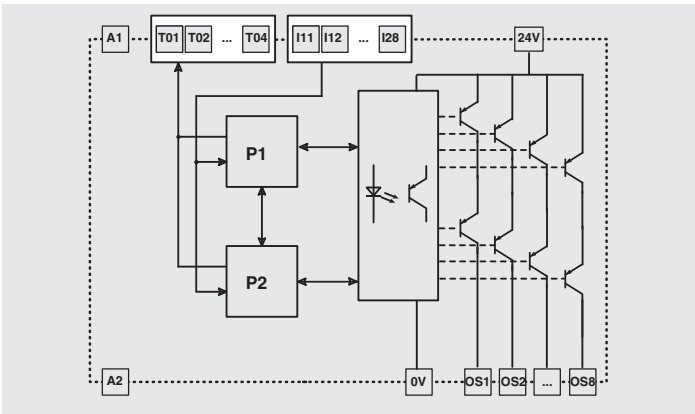 A1 T01 T02 ... T04 I11 I12 ... I28 24V
P1
P2
A2 0V OS1 OS2 ... OS8